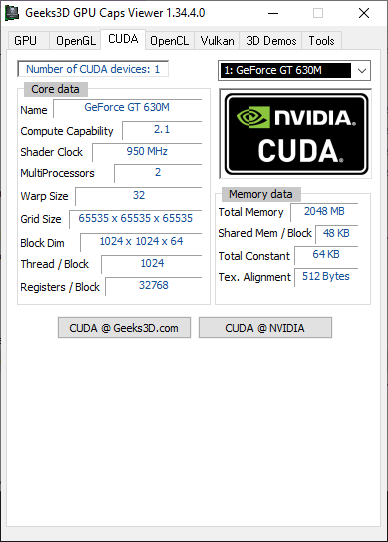 Geeks3D GPU Caps Viewer 1.34.4.0
GPU OpenGL CUDA OpenCL Vulkan 3D Demos Tools
Number of CUDA devices: 1
1: GeForce GT 630M
Core data
Name GeForce GT 630M
Compute Capability 2.1
Shader Clock 950 MHz
MultiProcessors 2
Warp Size 32
Grid Size 65535 x 65535 x 65535
Block Dim 1024 x 1024 x 64
Thread / Block 1024
Registers / Block 32768
NVIDIA
CUDA
Memory data
Total Memory 2048 MB
Shared Mem / Block 48 KB
Total Constant 64 KB
Tex. Alignment 512 Bytes
CUDA @ Geeks3D.com
CUDA @ NVIDIA